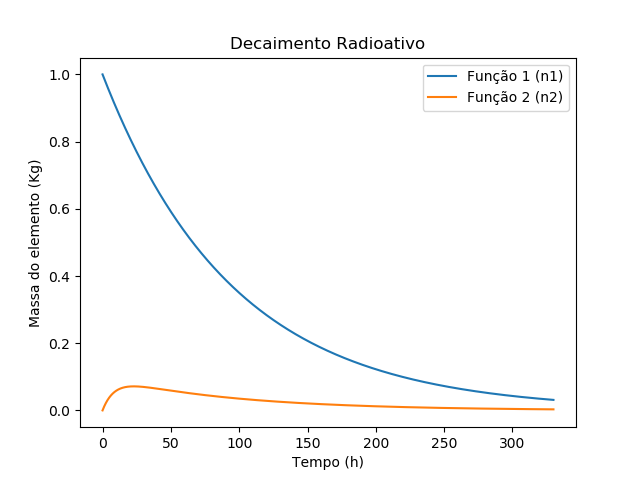 Decaimento Radioativo
Função 1 (n1)
Função 2 (n2)
Massa do elemento (Kg)
1.0
0.8
0.6
0.4
0.2
0.0
0
50
100
150
200
250
300
Tempo (h)